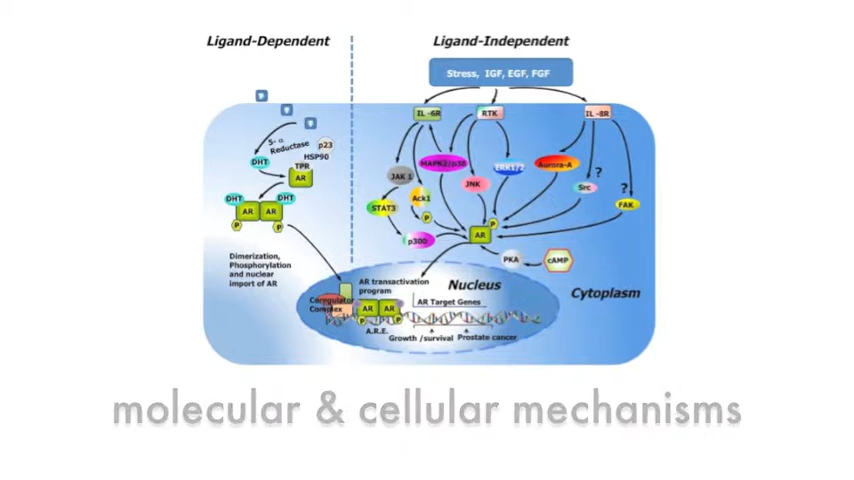 Ligand-Dependent
Ligand-Independent
Stress, IGF, EGF, FGF
IL -6R
RTK
IL -8R
5- α
Reductase
p23
HSP90
TPR
AR
DHT
DHT
DHT
AR
AR
P
P
JAK 1
MAPK2/p38
ERK1/2
Aurora-A
?
JNK
Src
?
STAT3
Ack1
P
FAK
p300
AR
P
PKA
cAMP
Dimerization,
Phosphorylation
and nuclear
import of AR
Nucleus
Cytoplasm
AR transactivation
program
Coregulator
Complex
AR
AR
P
P
AR Target Genes
A.R.E.
Growth /survival
Prostate cancer
molecular & cellular mechanisms